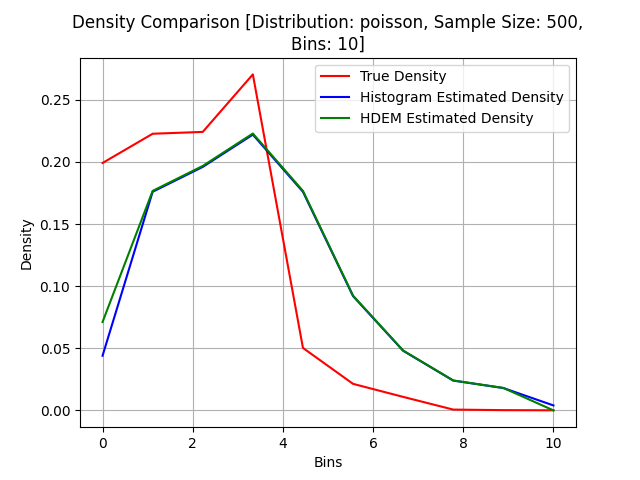 Density Comparison [Distribution: poisson, Sample Size: 500,
Bins: 10]
True Density
Histogram Estimated Density
HDEM Estimated Density
Density
0.25
0.20
0.15
0.10
0.05
0.00
0 2 4 6 8 10
Bins